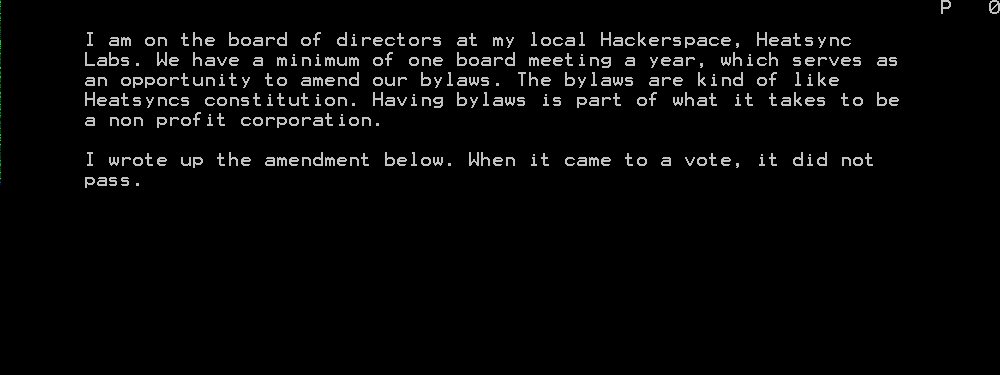 P 0
I am on the board of directors at my local Hackerspace, Heatsync
Labs. We have a minimum of one board meeting a year, which serves as
an opportunity to amend our bylaws. The bylaws are kind of like
Heatsyncs constitution. Having bylaws is part of what it takes to be
a non profit corporation.
I wrote up the amendment below. When it came to a vote, it did not
pass.